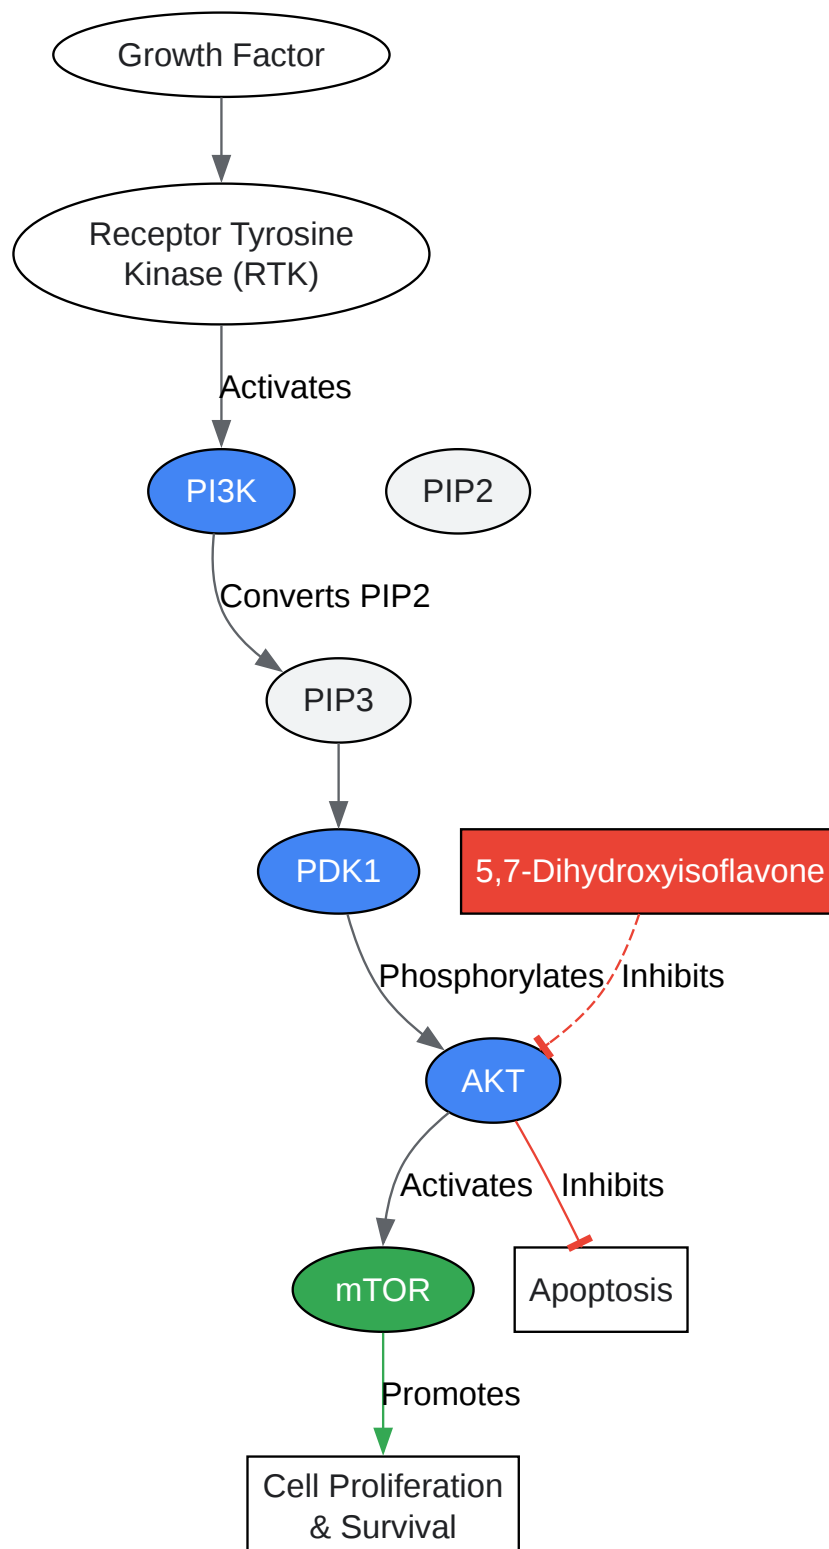 Growth Factor
Receptor Tyrosine
Kinase (RTK)
Activates
PI3K
PIP2
Converts PIP2
PIP3
PDK1
5,7-Dihydroxyisoflavone
Phosphorylates
Inhibits
AKT
Activates
Inhibits
mTOR
Apoptosis
Promotes
Cell Proliferation
& Survival